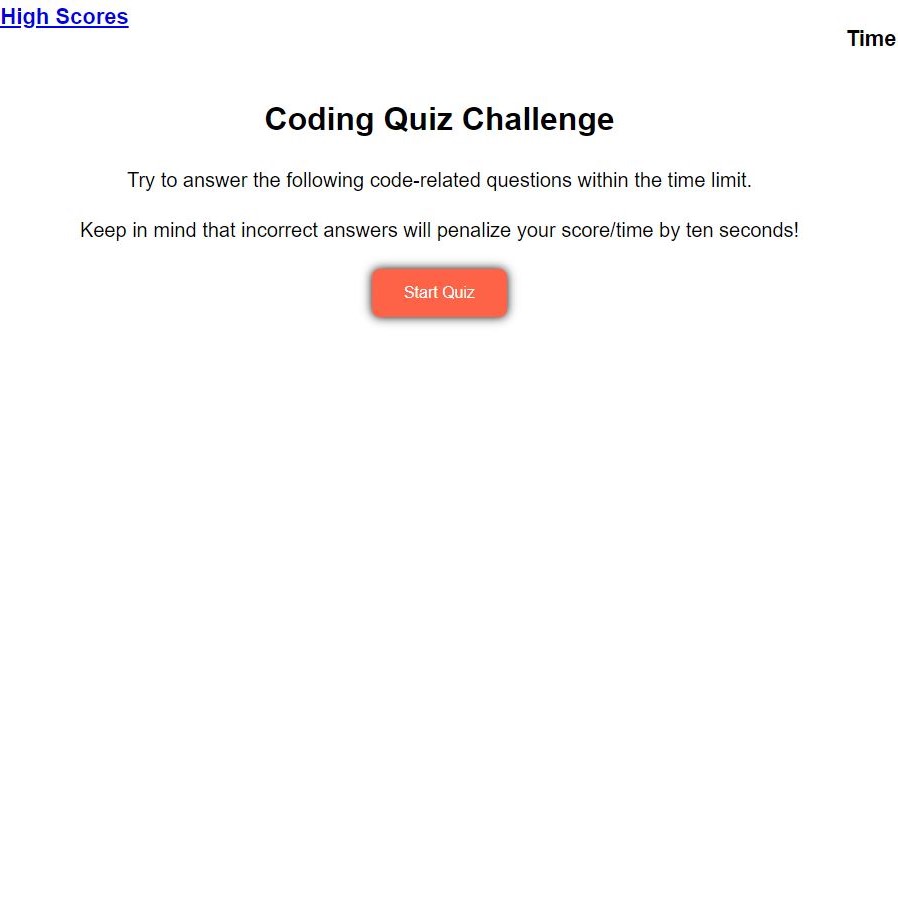 High Scores
Time
Coding Quiz Challenge
Try to answer the following code-related questions within the time limit.
Keep in mind that incorrect answers will penalize your score/time by ten seconds!
Start Quiz